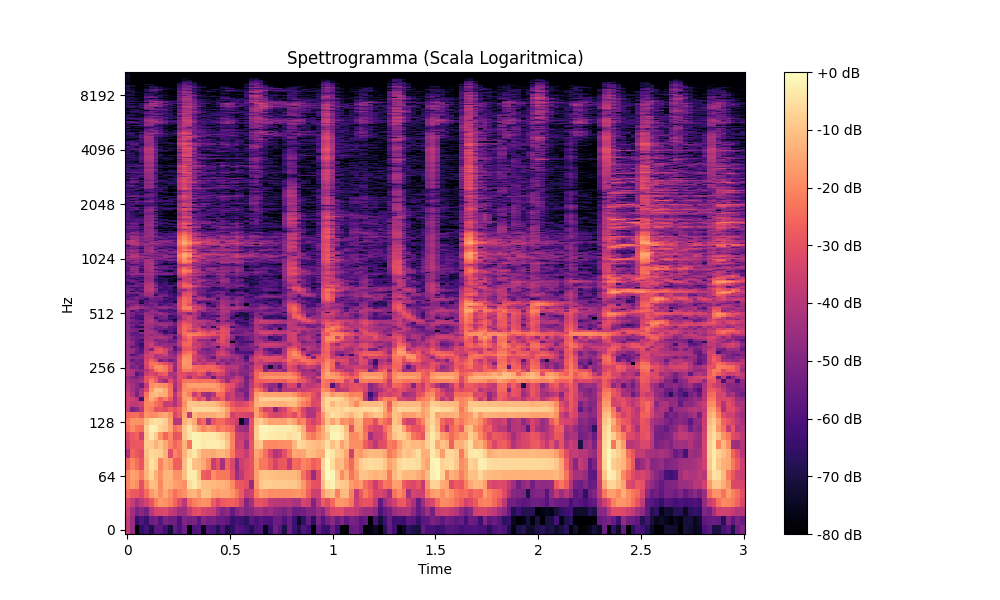 Spettrogramma (Scala Logaritmica)
Hz
8192
4096
2048
1024
512
256
128
64
0
0 0.5 1 1.5 2 2.5 3
Time
+0 dB
-10 dB
-20 dB
-30 dB
-40 dB
-50 dB
-60 dB
-70 dB
-80 dB